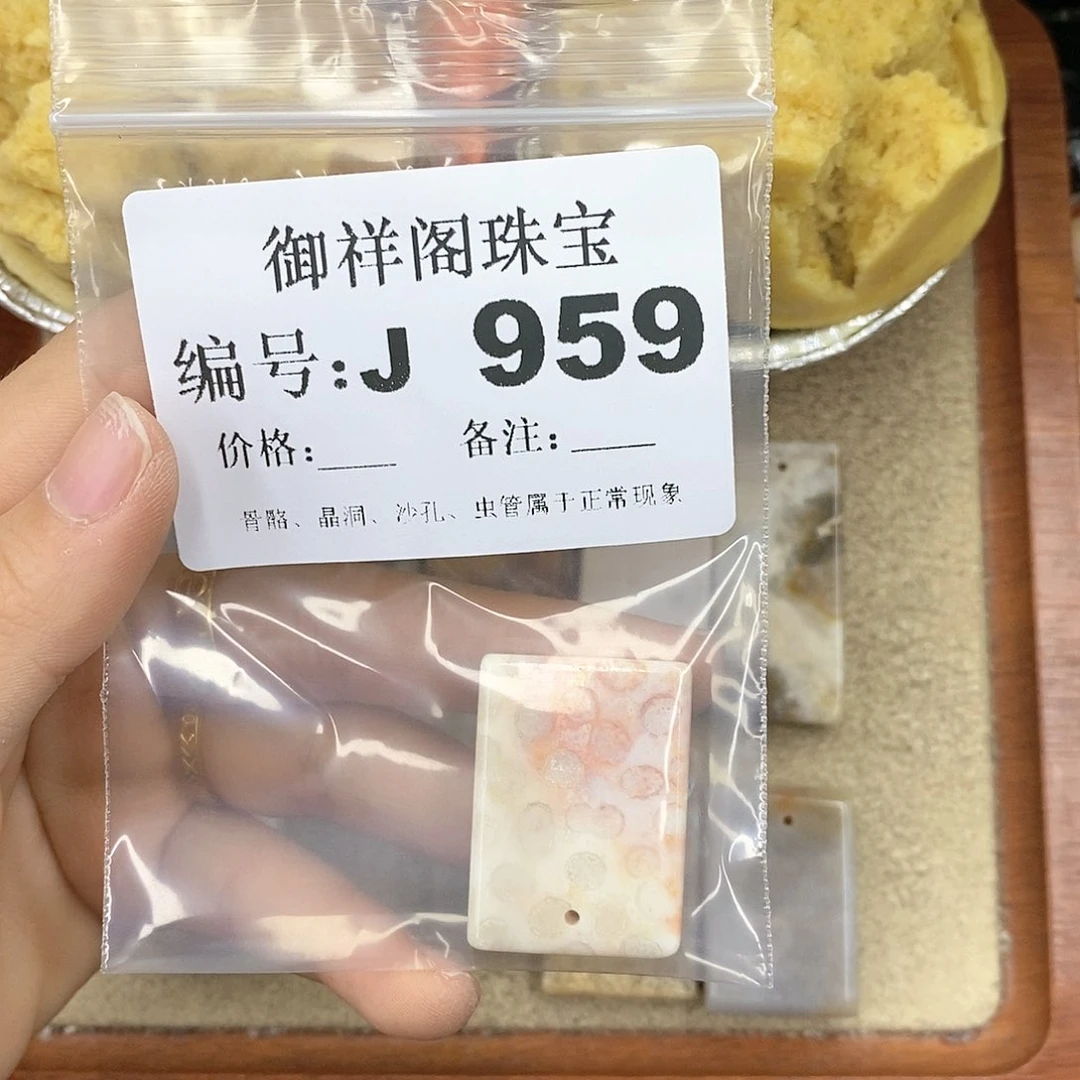 御祥阁珠宝
编号:J 959
价格:____ 备注:____
骨骼、晶洞、沙孔、虫管属于正常现象